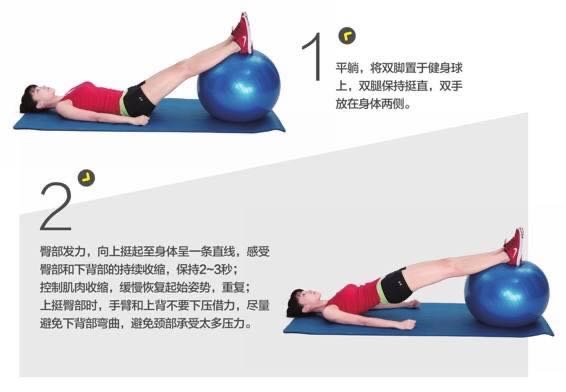 1
平躺，将双脚置于健身球
上，双腿保持挺直，双手
放在身体两侧。
2
臀部发力，向上挺起至身体呈一条直线，感受
臀部和下背部的持续收缩，保持2~3秒；
控制肌肉收缩，缓慢恢复起始姿势，重复；
上挺臀部时，手臂和上背不要下压借力，尽量
避免下背部弯曲，避免颈部承受太多压力。